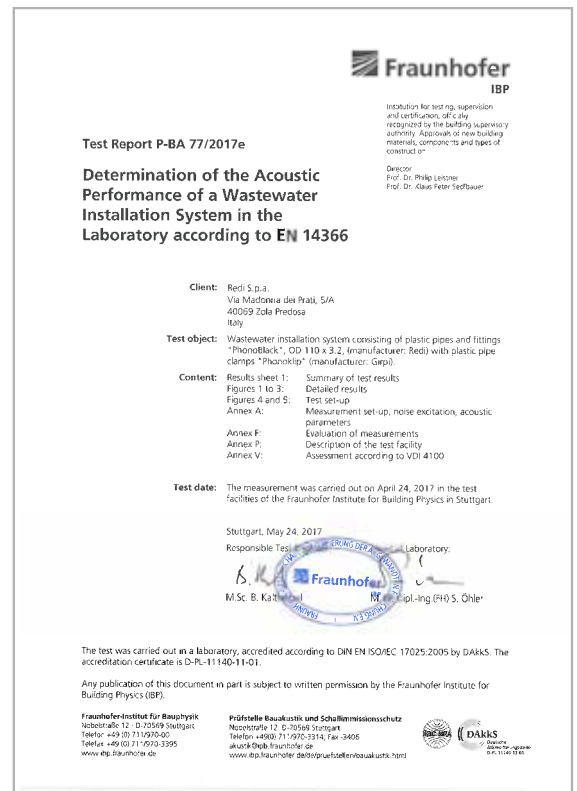 Fraunhofer
IBP
Institution for testing, supervision
and certification, officially
recognized by the building supervisory
authority. Approvals of new building
materials, components and types of
construction
Director
Prof. Dr. Philip Leistner
Prof. Dr. Klaus Peter Sedlbauer
Test Report P-BA 77/2017e
Determination of the Acoustic
Performance of a Wastewater
Installation System in the
Laboratory according to EN 14366
Client: Redi S.p.a.
Via Madonna dei Prati, 5/A
40069 Zola Predosa
Italy
Test object: Wastewater installation system consisting of plastic pipes and fittings
"PhonoBlack", OD 110 x 3.2, (manufacturer: Redi) with plastic pipe
clamps "Phonoklip" (manufacturer: Girpi).
Content: Results sheet 1: Summary of test results
Figures 1 to 3: Detailed results
Figures 4 and 5: Test set-up
Annex A: Measurement set-up, noise excitation, acoustic
parameters
Annex F: Evaluation of measurements
Annex P: Description of the test facility
Annex V: Assessment according to VDI 4100
Test date: The measurement was carried out on April 24, 2017 in the test
facilities of the Fraunhofer Institute for Building Physics in Stuttgart.
Stuttgart, May 24, 2017
Responsible Laboratory:
Fraunhofer
M.Sc. B. (FH) S. Öhler
The test was carried out in a laboratory, accredited according to DIN EN ISO/IEC 17025:2005 by DAkkS. The
accreditation certificate is D-PL-11140-11-01.
Any publication of this document in part is subject to written permission by the Fraunhofer Institute for
Building Physics (IBP).
Fraunhofer-Institut für Bauphysik
Nobelstraße 12 · D-70569 Stuttgart
Telefon +49 (0) 711/970-00
Telefax +49 (0) 711/970-3395
www.ibp.fraunhofer.de
Prüfstelle Bauakustik und Schallimmissionsschutz
Nobelstraße 12 · D-70569 Stuttgart
Telefon +49(0) 711/970-3314; Fax -3406
akustik@ibp.fraunhofer.de
www.ibp.fraunhofer.de/de/pruefstellen/bauakustik.html
DAkkS
Deutsche
Akkreditierungsstelle
D-PL-11140-11-01